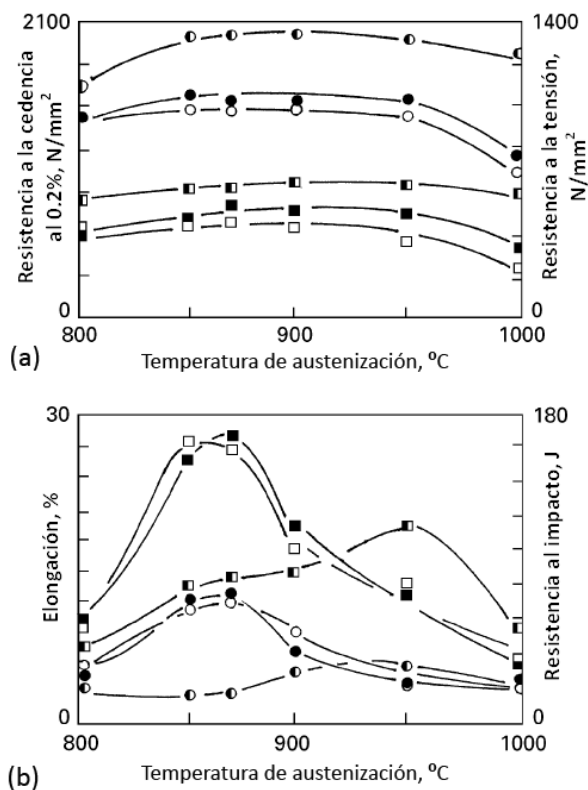 2100
1400
Resistencia a la cedencia
al 0.2%, N/mm²
Resistencia a la tensión,
N/mm²
0
0
800
900
1000
(a)
Temperatura de austenización, ºC
30
180
Elongación, %
Resistencia al impacto, J
0
0
800
900
1000
(b)
Temperatura de austenización, ºC